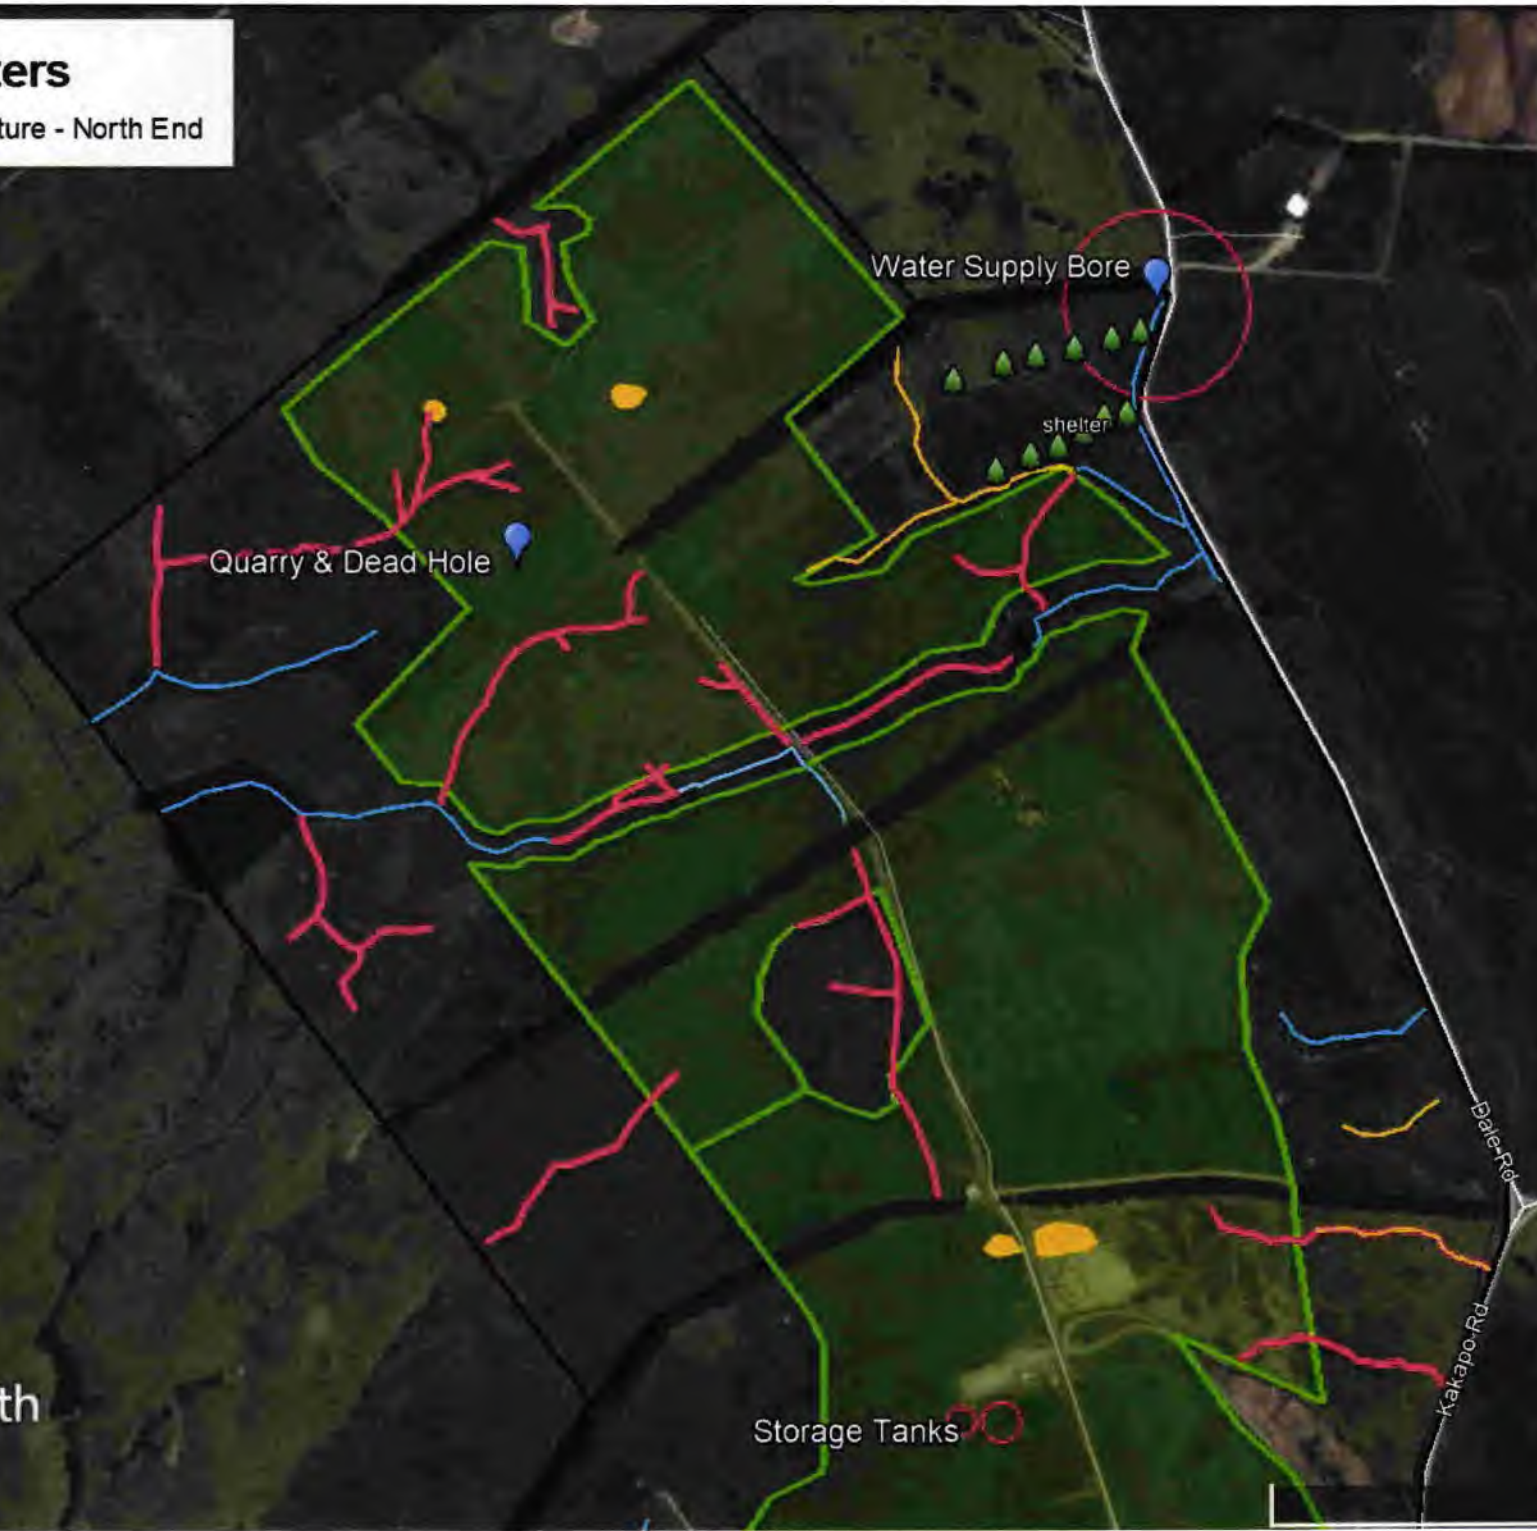 ters
ture - North End
Water Supply Bore
shelter
Quarry & Dead Hole
Dale-Rd
Kakapo-Rd
th
Storage Tanks